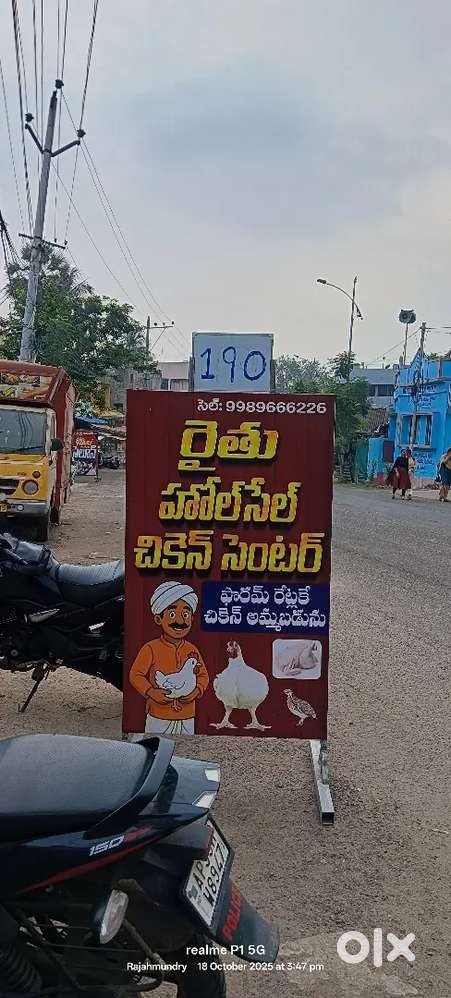 190
సెల్: 9989666226
రైతు
హోల్‌సేల్
చికెన్ సెంటర్
ఫారమ్ రేట్లకే
చికెన్ అమ్మబడును
150
AP
POLICE
realme P1 5G
Rajahmundry 18 October 2025 at 3:47 pm
olx